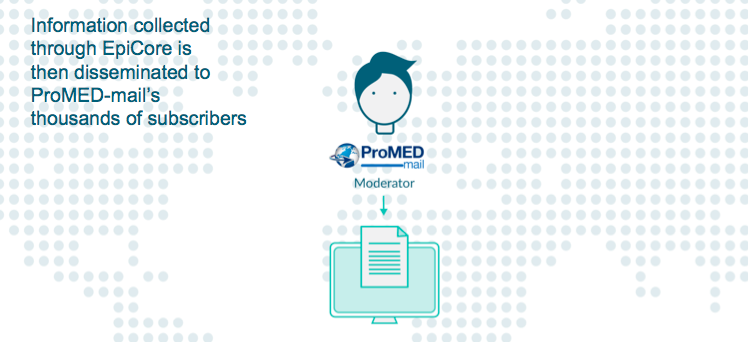 Information collected
through EpiCore is
then disseminated to
ProMED-mail's
thousands of subscribers
ProMED
mail
Moderator